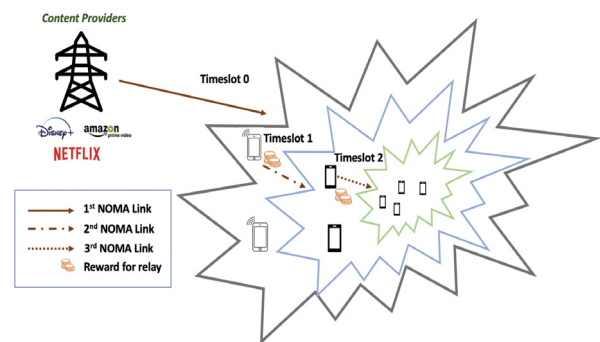 Content Providers
Timeslot 0
Disney+
amazon
prime video
NETFLIX
Timeslot 1
Timeslot 2
1st NOMA Link
2nd NOMA Link
3rd NOMA Link
Reward for relay